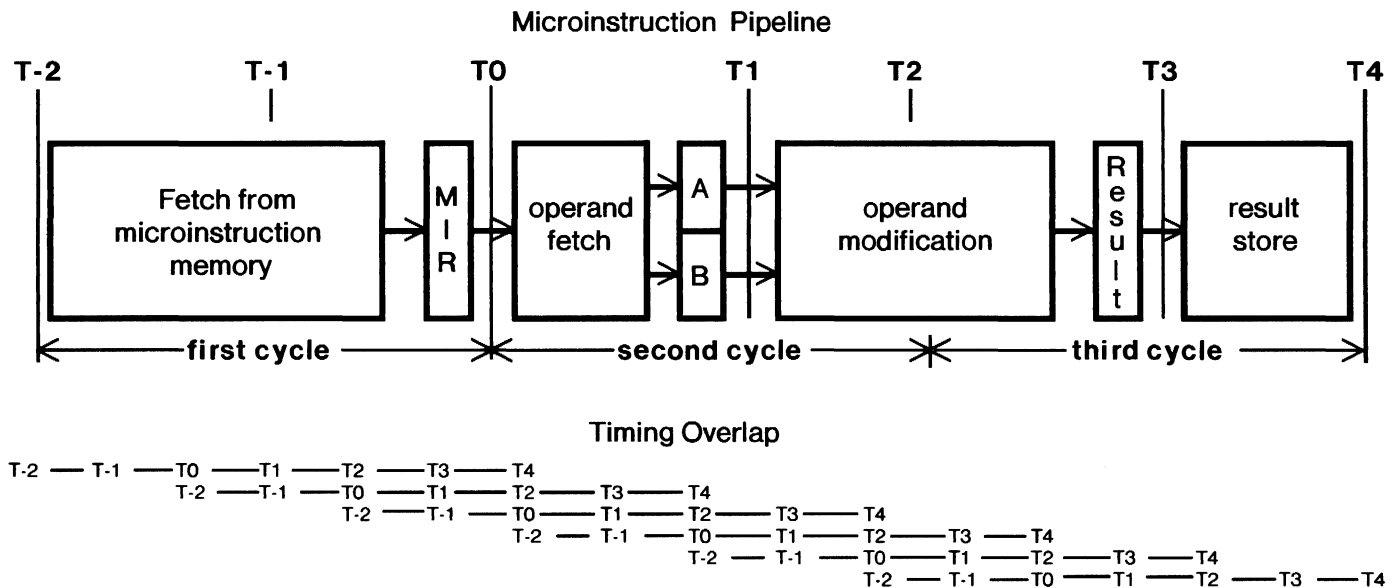 Microinstruction Pipeline
T-2 T-1 T0 T1 T2 T3 T4
Fetch from
microinstruction
memory
MIR
operand
fetch
A
B
operand
modification
Result
result
store
first cycle second cycle third cycle
Timing Overlap
T-2 T-1 T0 T1 T2 T3 T4
T-2 T-1 T0 T1 T2 T3 T4
T-2 T-1 T0 T1 T2 T3 T4
T-2 T-1 T0 T1 T2 T3 T4
T-2 T-1 T0 T1 T2 T3 T4
T-2 T-1 T0 T1 T2 T3 T4